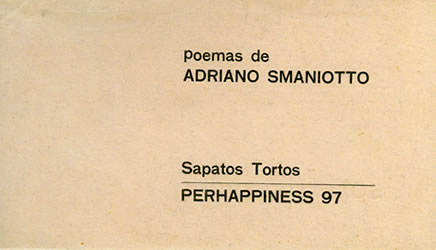 poemas de
ADRIANO SMANIOTTO
Sapatos Tortos
PERHAPPINESS 97